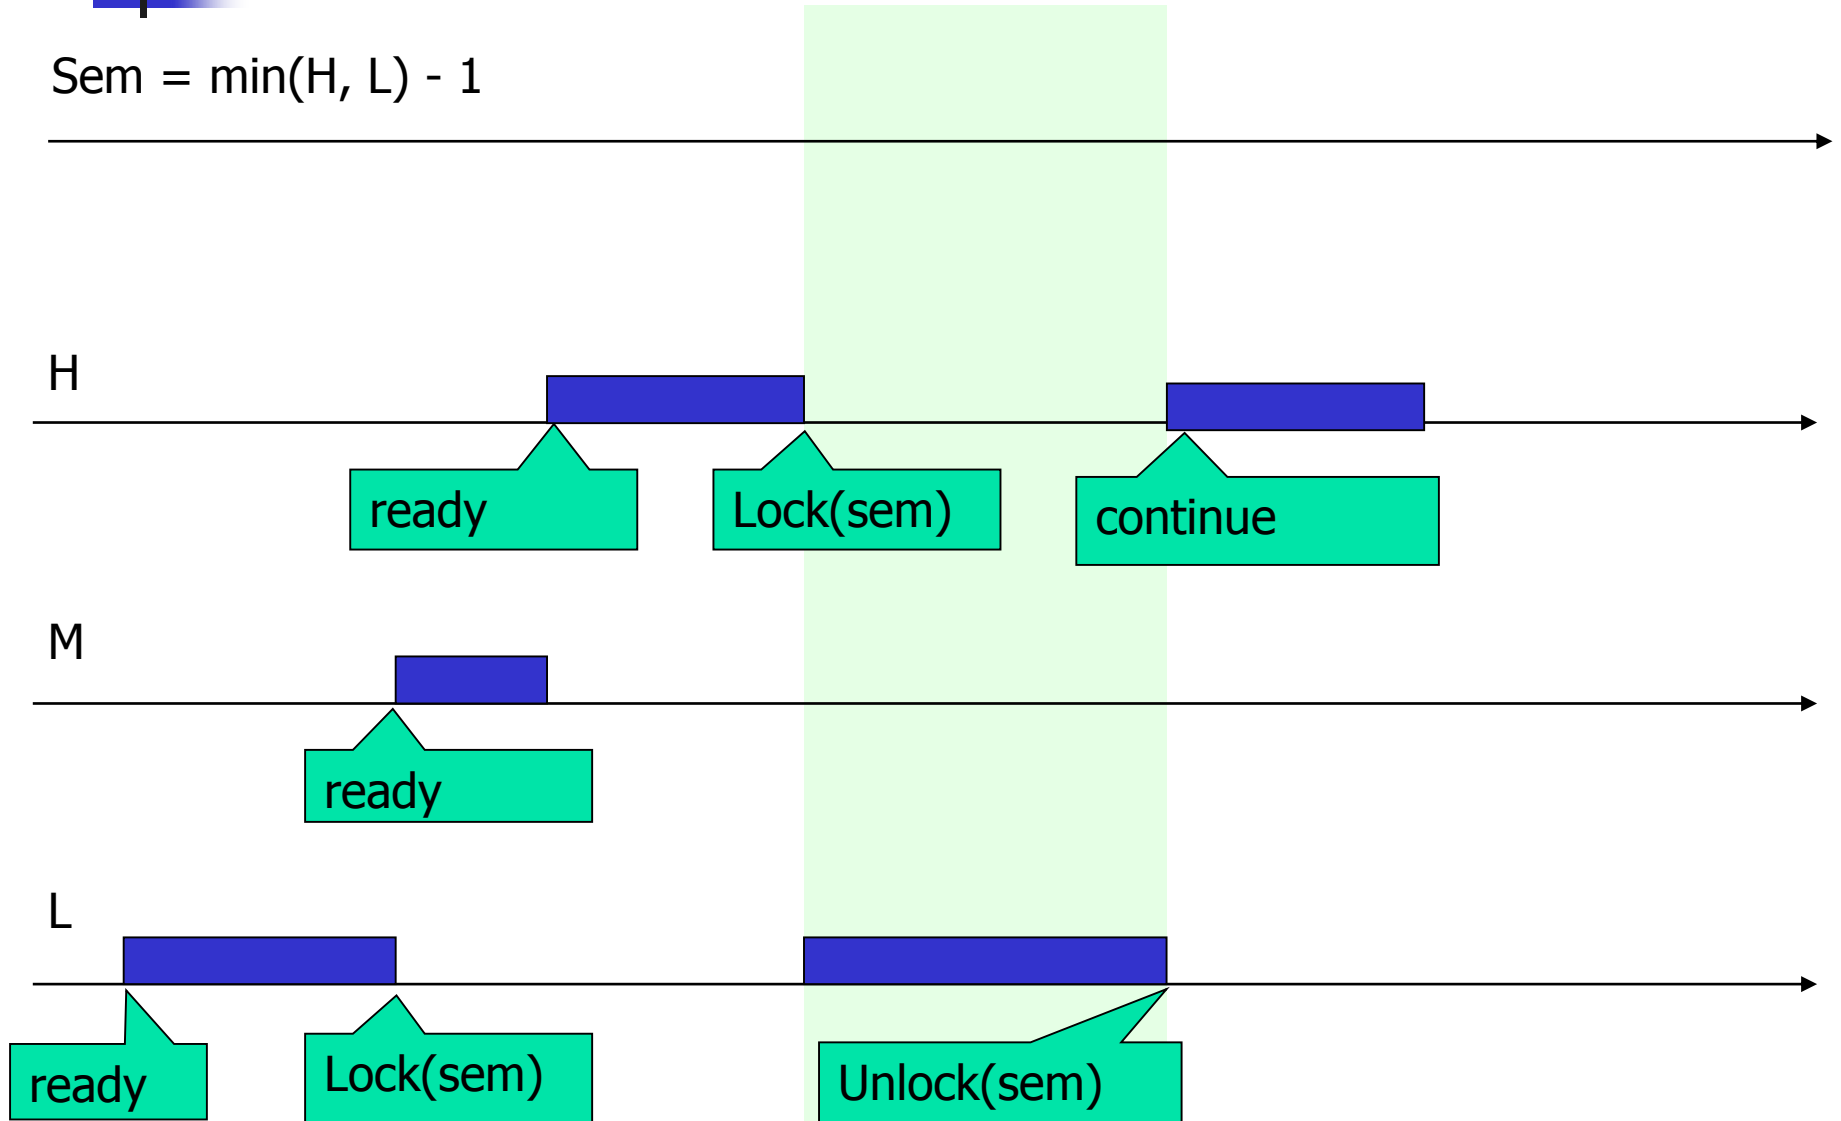 Sem = min(H, L) - 1
H
ready
Lock(sem)
continue
M
ready
L
ready
Lock(sem)
Unlock(sem)